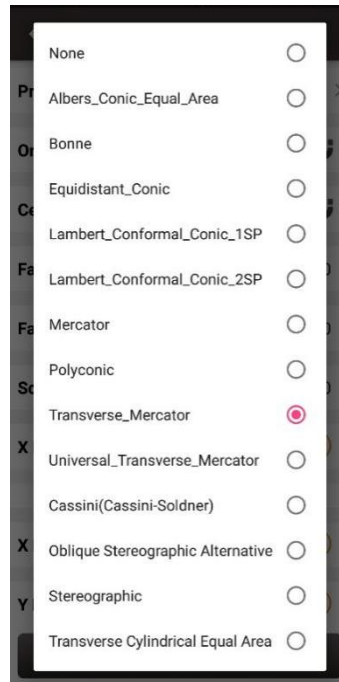 None
Albers_Conic_Equal_Area
Bonne
Equidistant_Conic
Lambert_Conformal_Conic_1SP
Lambert_Conformal_Conic_2SP
Mercator
Polyconic
Transverse_Mercator
Universal_Transverse_Mercator
Cassini(Cassini-Soldner)
Oblique Stereographic Alternative
Stereographic
Transverse Cylindrical Equal Area